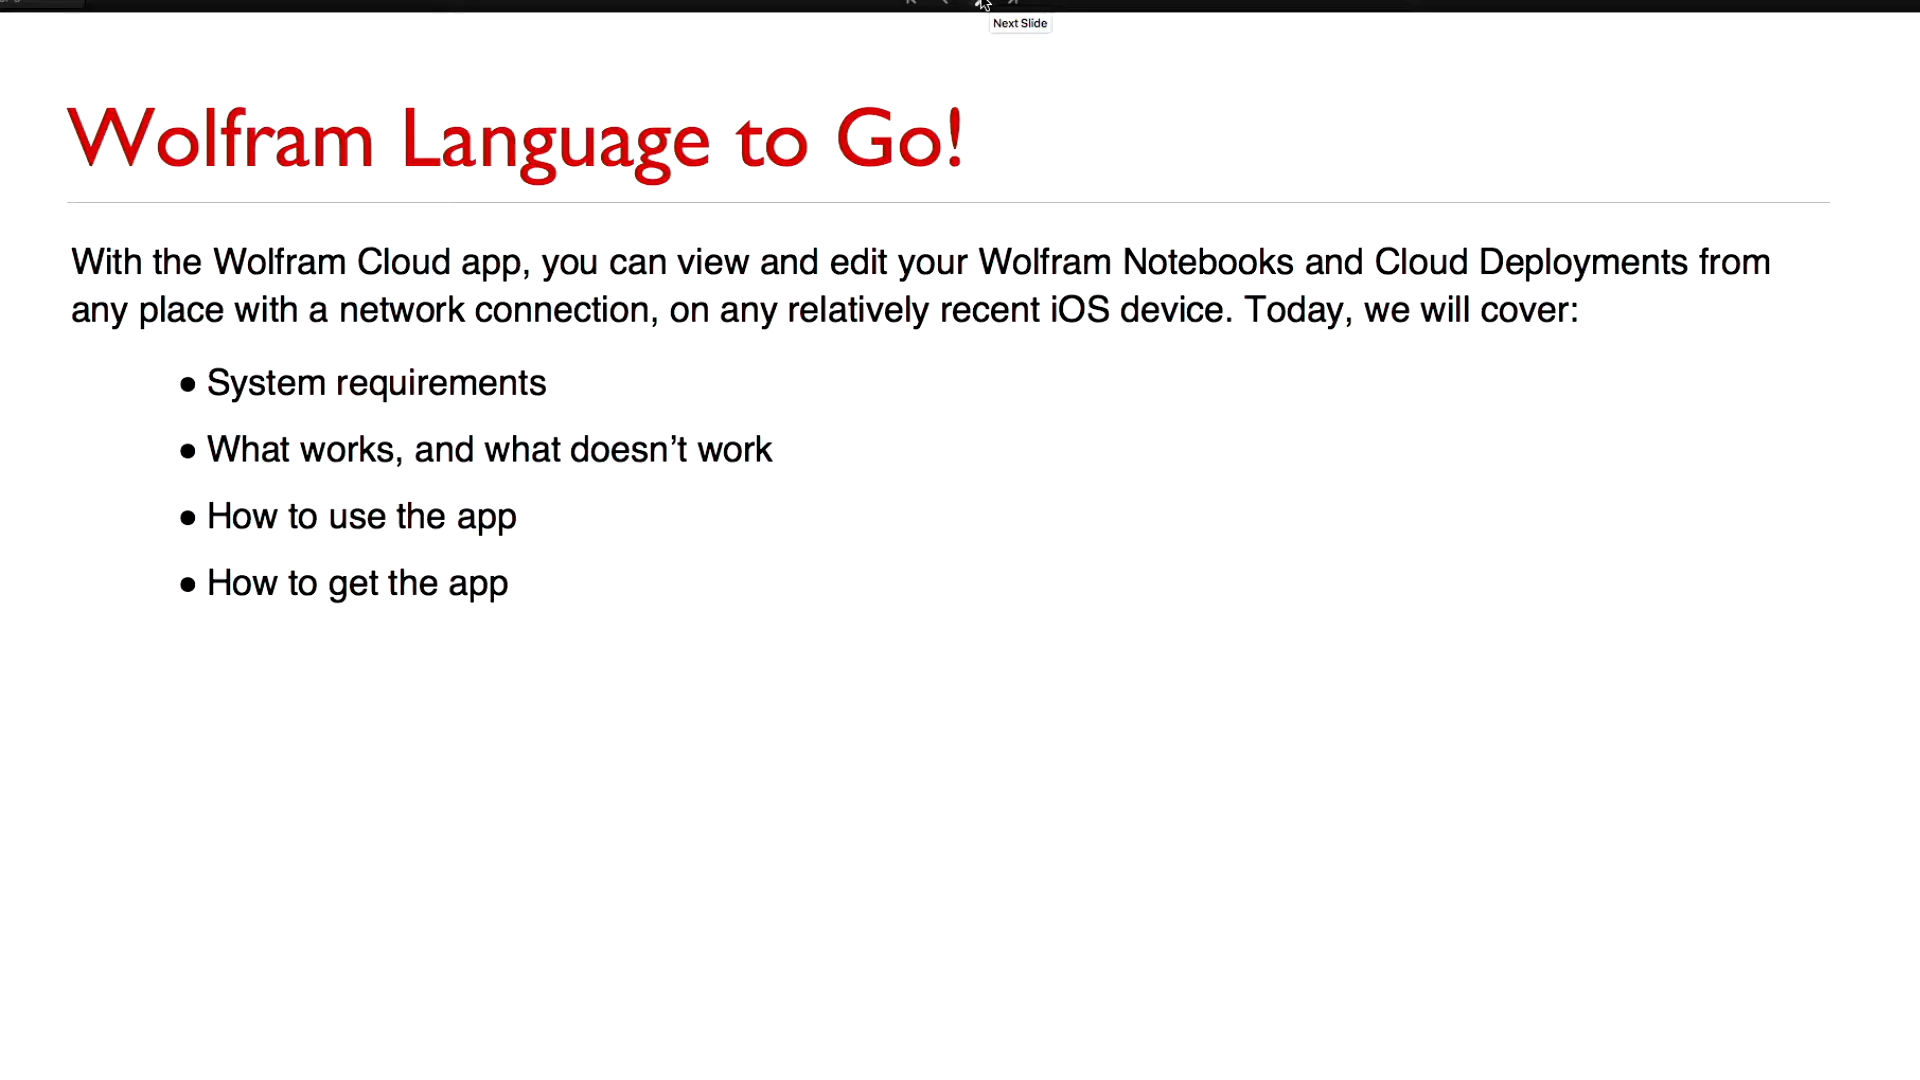 Next Slide
Wolfram Language to Go!
With the Wolfram Cloud app, you can view and edit your Wolfram Notebooks and Cloud Deployments from
any place with a network connection, on any relatively recent iOS device. Today, we will cover:
● System requirements
● What works, and what doesn’t work
● How to use the app
● How to get the app